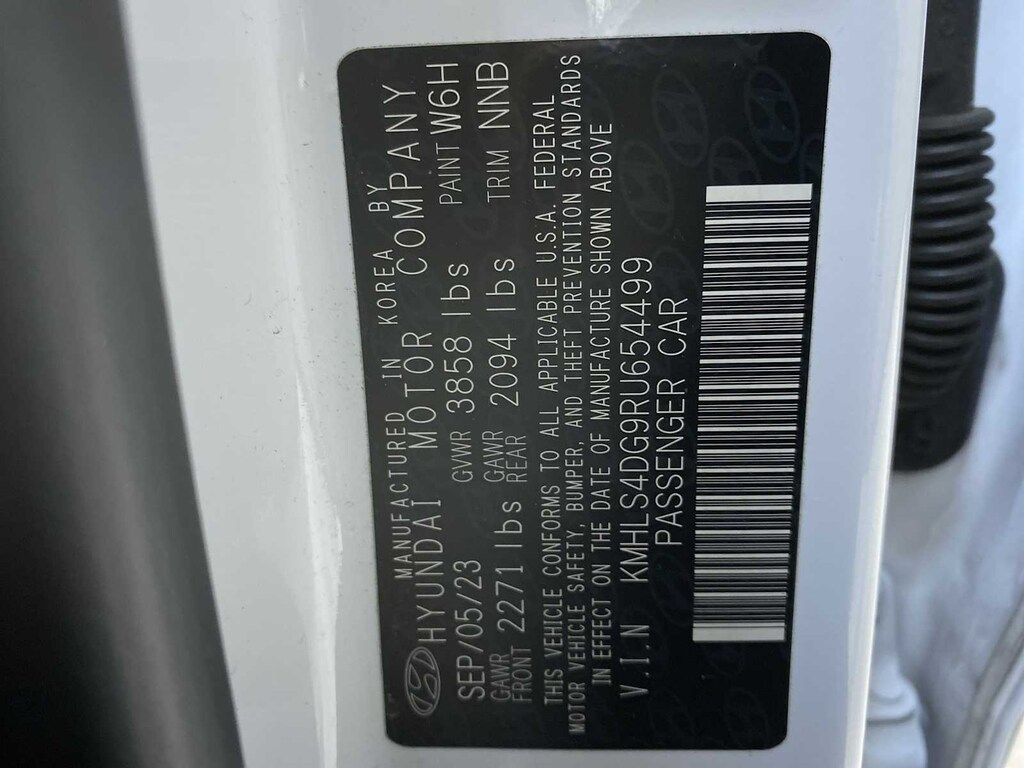 MANUFACTURED IN KOREA BY
HYUNDAI MOTOR COMPANY
SEP/05/23 GVWR 3858 lbs PAINT W6H
GAWR FRONT 2271 lbs GAWR REAR 2094 lbs TRIM NNB
THIS VEHICLE CONFORMS TO ALL APPLICABLE U.S.A. FEDERAL
MOTOR VEHICLE SAFETY, BUMPER, AND THEFT PREVENTION STANDARDS
IN EFFECT ON THE DATE OF MANUFACTURE SHOWN ABOVE
V.I.N KMHLS4DG9RU654499
PASSENGER CAR